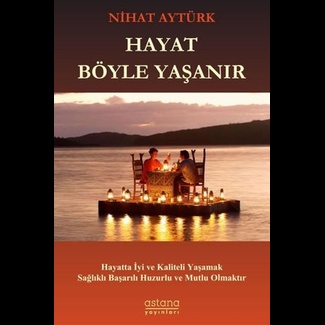 NİHAT AYTÜRK
HAYAT
BÖYLE YAŞANIR
Hayatta İyi ve Kaliteli Yaşamak
Sağlıklı Başarılı Huzurlu ve Mutlu Olmaktır
astana
yayınları